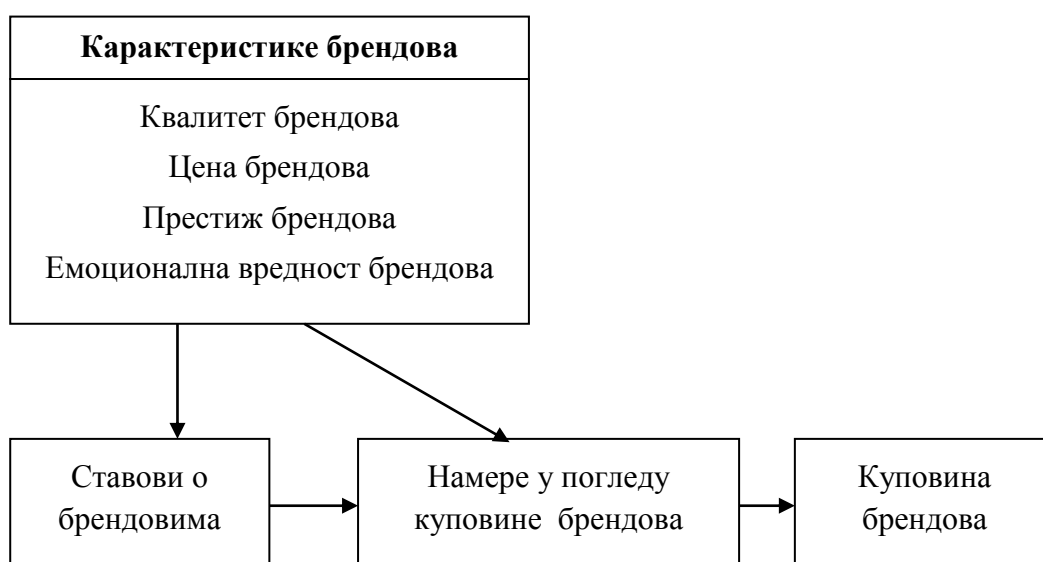 Карактеристике брендова
Квалитет брендова
Цена брендова
Престиж брендова
Емоционална вредност брендова
Ставови о
брендовима
Намере у погледу
куповине брендова
Куповина
брендова